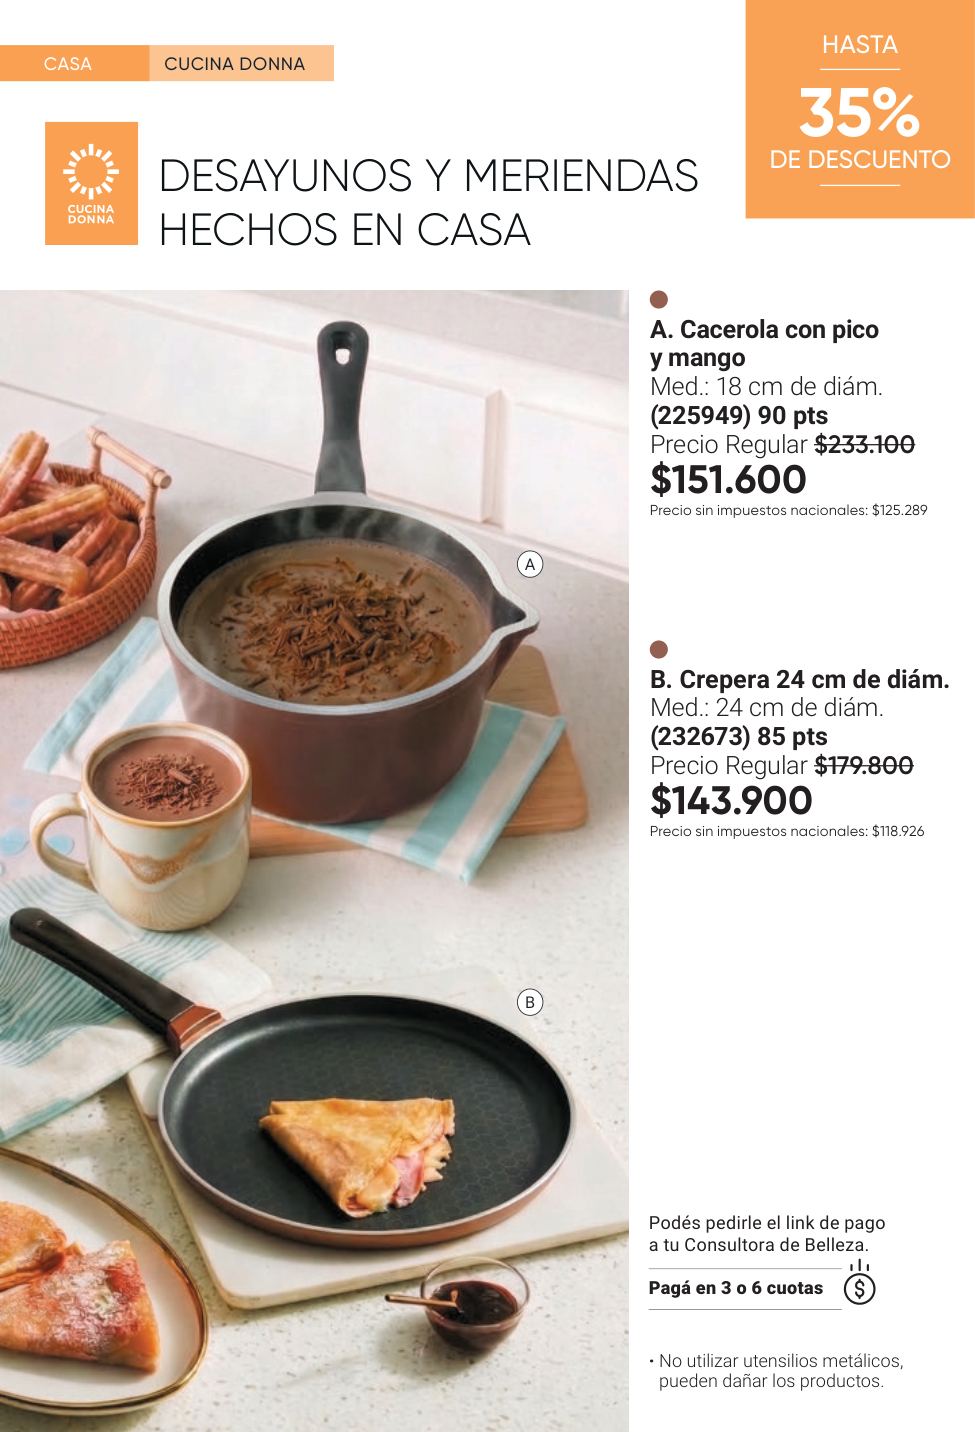 CASA
CUCINA DONNA
HASTA
35%
DE DESCUENTO
CUCINA
DONNA
DESAYUNOS Y MERIENDAS
HECHOS EN CASA
A. Cacerola con pico
y mango
Med.: 18 cm de diám.
(225949) 90 pts
Precio Regular $233.100
$151.600
Precio sin impuestos nacionales: $125.289
A
B. Crepera 24 cm de diám.
Med.: 24 cm de diám.
(232673) 85 pts
Precio Regular $179.800
$143.900
Precio sin impuestos nacionales: $118.926
B
Podés pedirle el link de pago
a tu Consultora de Belleza.
Pagá en 3 o 6 cuotas
$
• No utilizar utensilios metálicos,
pueden dañar los productos.